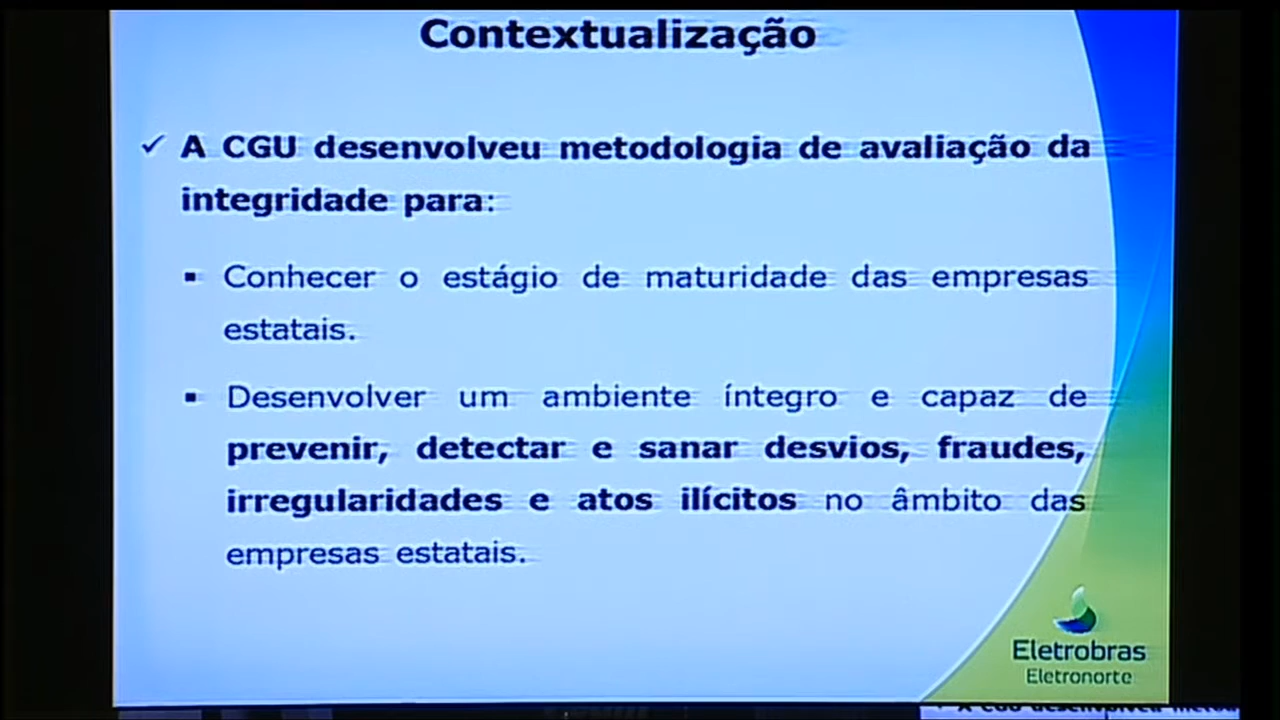 Contextualização
✓ A CGU desenvolveu metodologia de avaliação da
integridade para:
▪ Conhecer o estágio de maturidade das empresas
estatais.
▪ Desenvolver um ambiente íntegro e capaz de
prevenir, detectar e sanar desvios, fraudes,
irregularidades e atos ilícitos no âmbito das
empresas estatais.
Eletrobras
Eletronorte